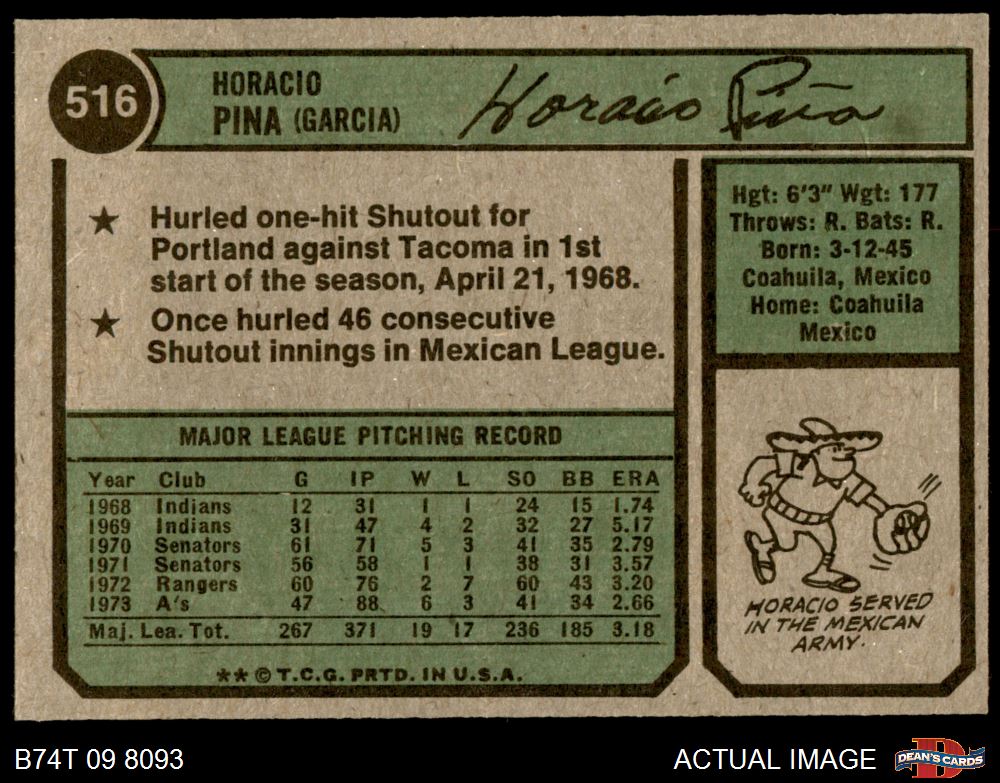 516
HORACIO
PINA (GARCIA)
Horacio Piña
★ Hurled one-hit Shutout for
Portland against Tacoma in 1st
start of the season, April 21, 1968.
★ Once hurled 46 consecutive
Shutout innings in Mexican League.
Hgt: 6'3" Wgt: 177
Throws: R. Bats: R.
Born: 3-12-45
Coahuila, Mexico
Home: Coahuila
Mexico
MAJOR LEAGUE PITCHING RECORD
Year Club G IP W L SO BB ERA
1968 Indians 12 31 1 1 24 15 1.74
1969 Indians 31 47 4 2 32 27 5.17
1970 Senators 61 71 5 3 41 35 2.79
1971 Senators 56 58 1 1 38 31 3.57
1972 Rangers 60 76 2 7 60 43 3.20
1973 A's 47 88 6 3 41 34 2.66
Maj. Lea. Tot. 267 371 19 17 236 185 3.18
** © T.C.G. PRTD. IN U.S.A.
HORACIO SERVED
IN THE MEXICAN
ARMY.
B74T 09 8093
ACTUAL IMAGE
DEAN'S CARDS